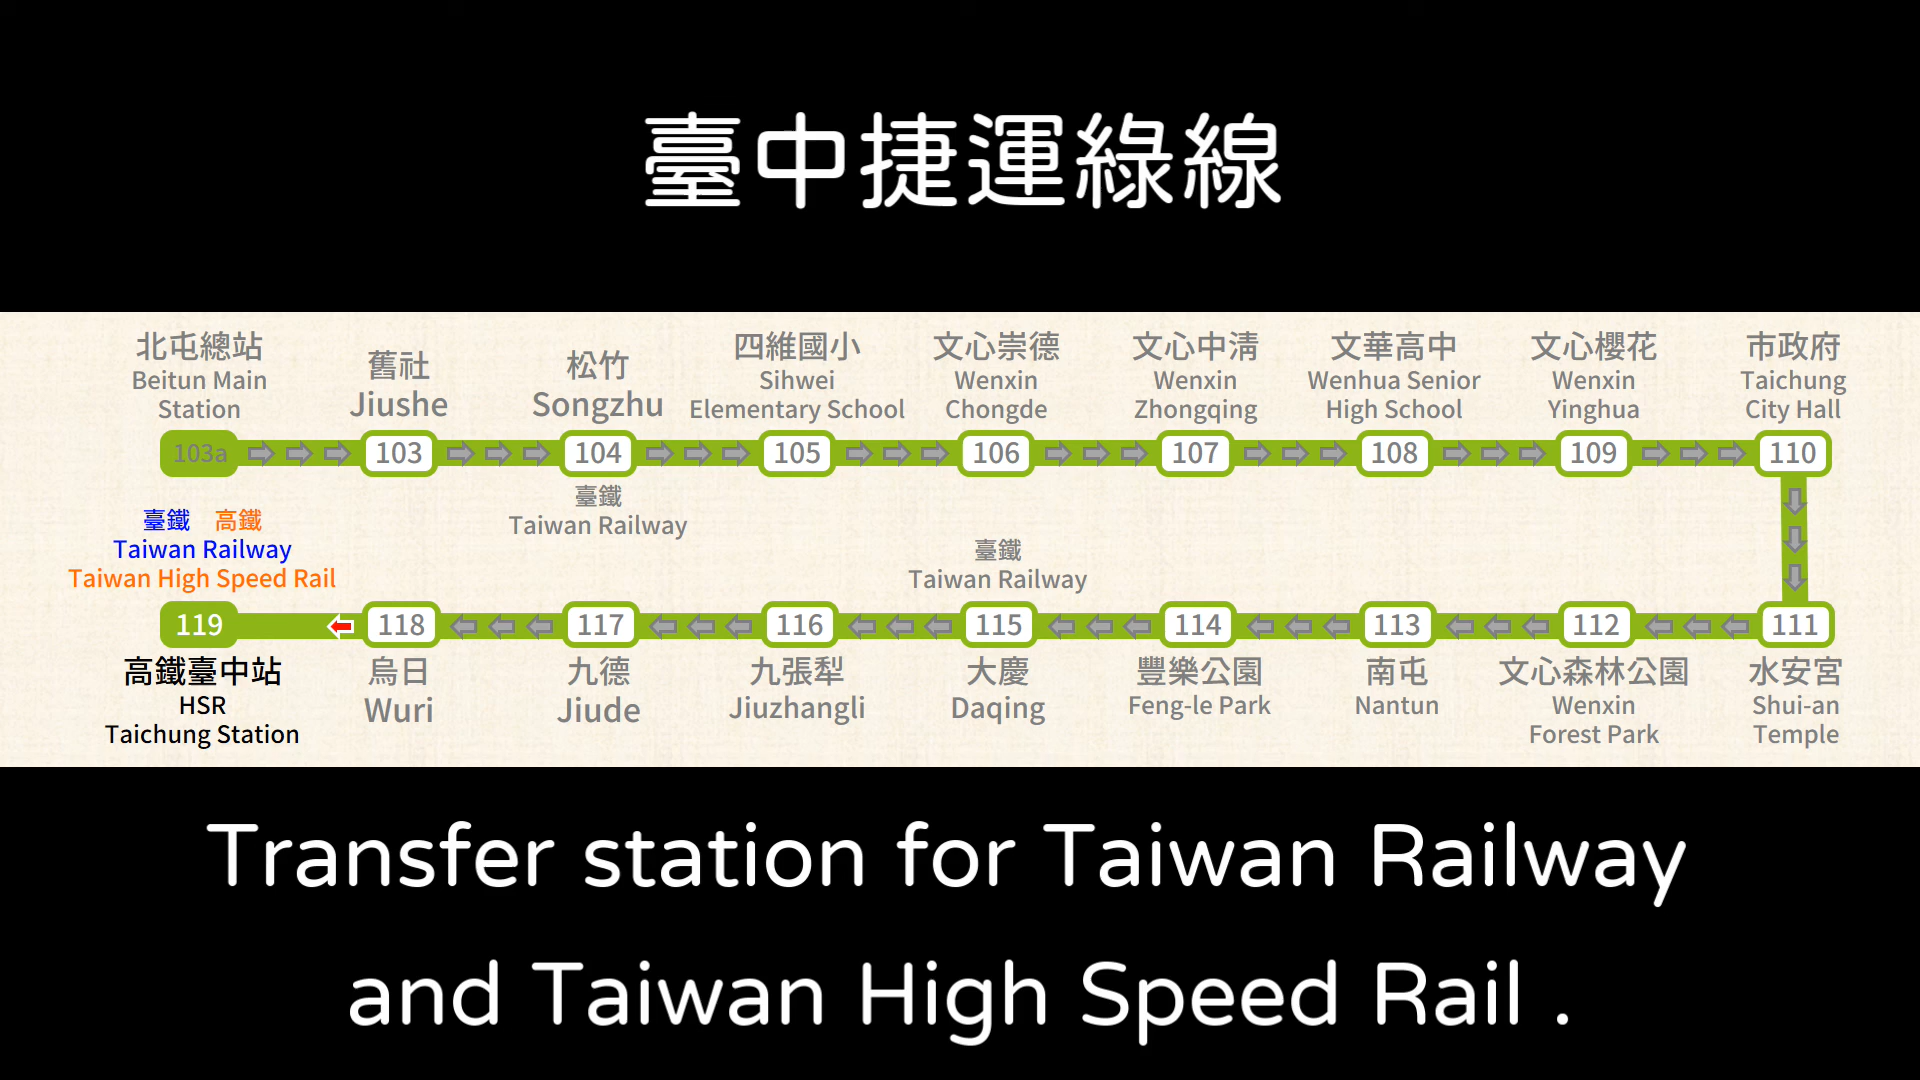 臺中捷運綠線
北屯總站
Beitun Main
Station
舊社
Jiushe
松竹
Songzhu
四維國小
Sihwei
Elementary School
文心崇德
Wenxin
Chongde
文心中清
Wenxin
Zhongqing
文華高中
Wenhua Senior
High School
文心櫻花
Wenxin
Yinghua
市政府
Taichung
City Hall
103a 103 104 105 106 107 108 109 110
臺鐵
Taiwan Railway
臺鐵 高鐵
Taiwan Railway
Taiwan High Speed Rail
臺鐵
Taiwan Railway
119 118 117 116 115 114 113 112 111
高鐵臺中站
HSR
Taichung Station
烏日
Wuri
九德
Jiude
九張犁
Jiuzhangli
大慶
Daqing
豐樂公園
Feng-le Park
南屯
Nantun
文心森林公園
Wenxin
Forest Park
水安宮
Shui-an
Temple
Transfer station for Taiwan Railway
and Taiwan High Speed Rail .